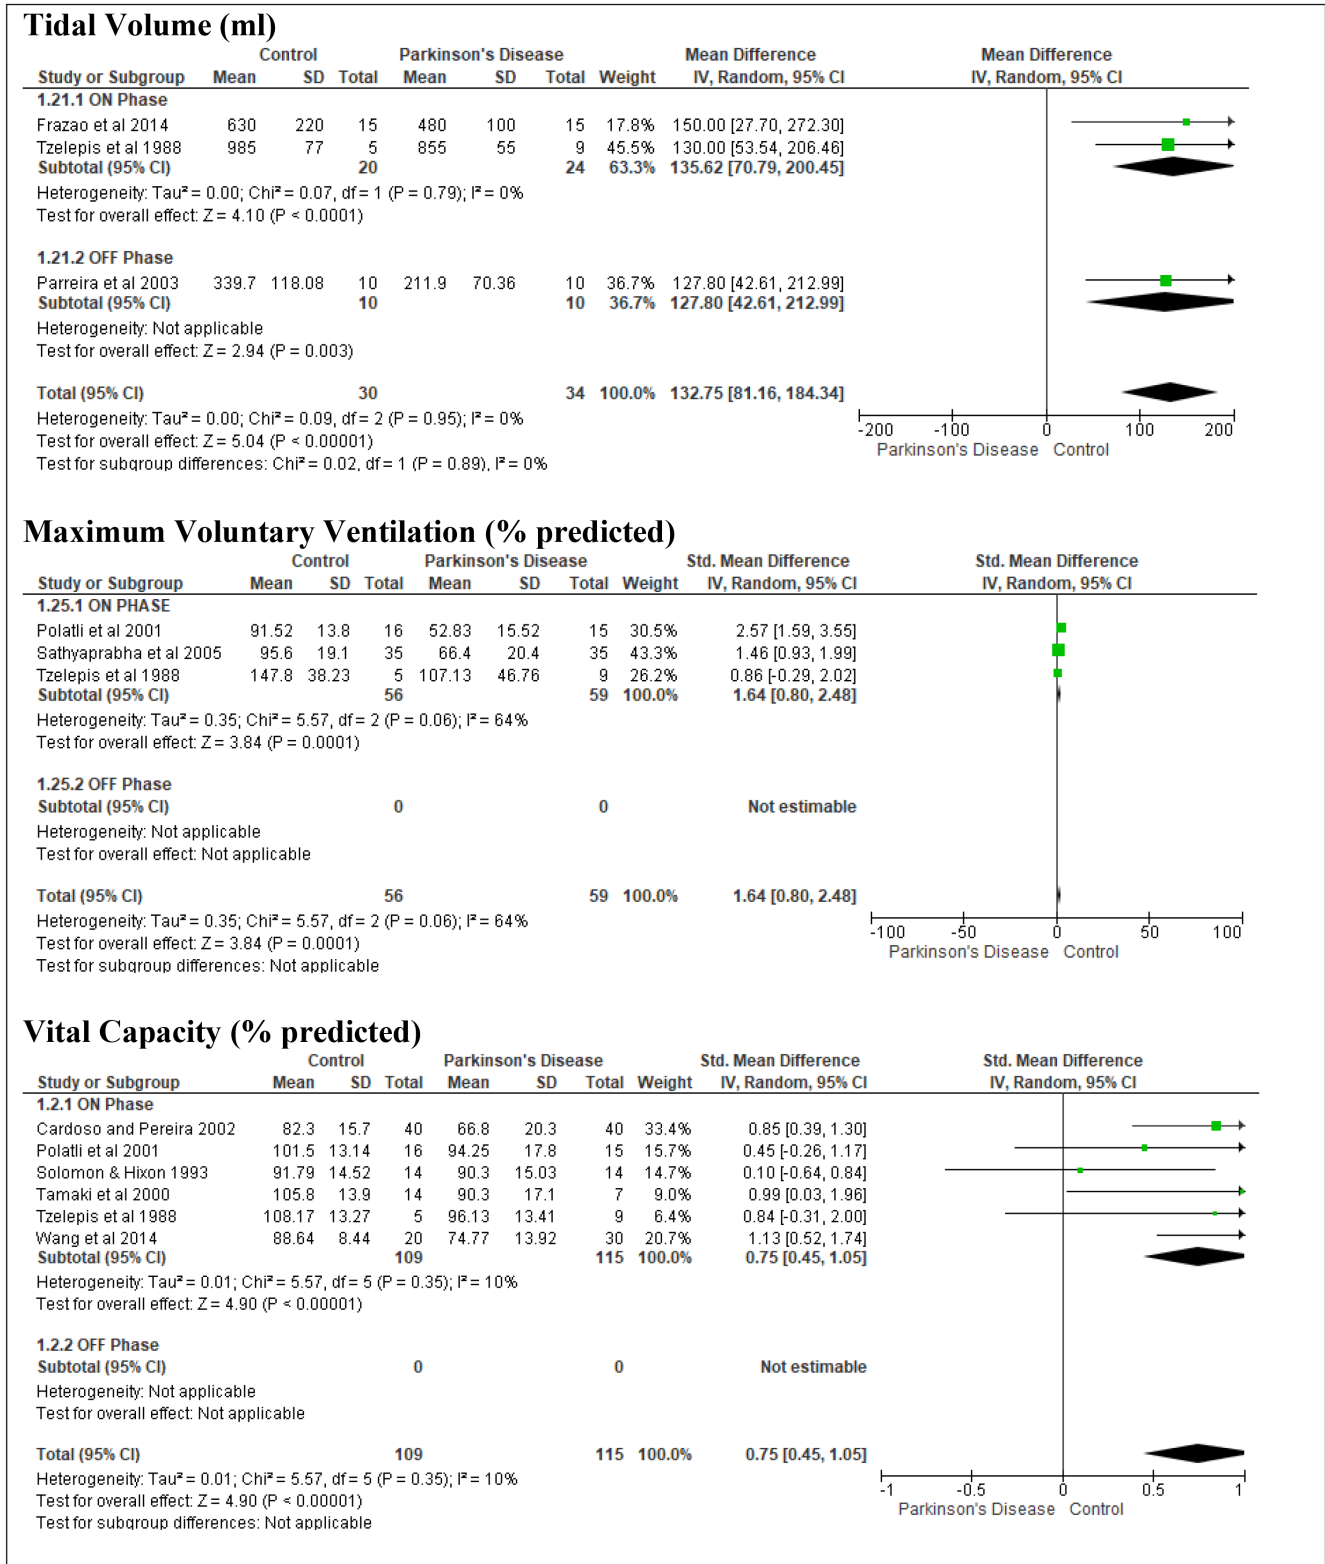 Tidal Volume (ml)
Control Parkinson's Disease Mean Difference Mean Difference
Study or Subgroup Mean SD Total Mean SD Total Weight IV, Random, 95% CI IV, Random, 95% CI
1.21.1 ON Phase
Frazao et al 2014 630 220 15 480 100 15 17.8% 150.00 [27.70, 272.30]
Tzelepis et al 1988 985 77 5 855 55 9 45.5% 130.00 [53.54, 206.46]
Subtotal (95% CI) 20 24 63.3% 135.62 [70.79, 200.45]
Heterogeneity: Tau² = 0.00; Chi² = 0.07, df = 1 (P = 0.79); I² = 0%
Test for overall effect: Z = 4.10 (P < 0.0001)
1.21.2 OFF Phase
Parreira et al 2003 339.7 118.08 10 211.9 70.36 10 36.7% 127.80 [42.61, 212.99]
Subtotal (95% CI) 10 10 36.7% 127.80 [42.61, 212.99]
Heterogeneity: Not applicable
Test for overall effect: Z = 2.94 (P = 0.003)
Total (95% CI) 30 34 100.0% 132.75 [81.16, 184.34]
Heterogeneity: Tau² = 0.00; Chi² = 0.09, df = 2 (P = 0.95); I² = 0%
Test for overall effect: Z = 5.04 (P < 0.00001)
Test for subgroup differences: Chi² = 0.02, df = 1 (P = 0.89), I² = 0%
-200 -100 0 100 200
Parkinson's Disease Control
Maximum Voluntary Ventilation (% predicted)
Control Parkinson's Disease Std. Mean Difference Std. Mean Difference
Study or Subgroup Mean SD Total Mean SD Total Weight IV, Random, 95% CI IV, Random, 95% CI
1.25.1 ON PHASE
Polatli et al 2001 91.52 13.8 16 52.83 15.52 15 30.5% 2.57 [1.59, 3.55]
Sathyaprabha et al 2005 95.6 19.1 35 66.4 20.4 35 43.3% 1.46 [0.93, 1.99]
Tzelepis et al 1988 147.8 38.23 5 107.13 46.76 9 26.2% 0.86 [-0.29, 2.02]
Subtotal (95% CI) 56 59 100.0% 1.64 [0.80, 2.48]
Heterogeneity: Tau² = 0.35; Chi² = 5.57, df = 2 (P = 0.06); I² = 64%
Test for overall effect: Z = 3.84 (P = 0.0001)
1.25.2 OFF Phase
Subtotal (95% CI) 0 0 Not estimable
Heterogeneity: Not applicable
Test for overall effect: Not applicable
Total (95% CI) 56 59 100.0% 1.64 [0.80, 2.48]
Heterogeneity: Tau² = 0.35; Chi² = 5.57, df = 2 (P = 0.06); I² = 64%
Test for overall effect: Z = 3.84 (P = 0.0001)
Test for subgroup differences: Not applicable
-100 -50 0 50 100
Parkinson's Disease Control
Vital Capacity (% predicted)
Control Parkinson's Disease Std. Mean Difference Std. Mean Difference
Study or Subgroup Mean SD Total Mean SD Total Weight IV, Random, 95% CI IV, Random, 95% CI
1.2.1 ON Phase
Cardoso and Pereira 2002 82.3 15.7 40 66.8 20.3 40 33.4% 0.85 [0.39, 1.30]
Polatli et al 2001 101.5 13.14 16 94.25 17.8 15 15.7% 0.45 [-0.26, 1.17]
Solomon & Hixon 1993 91.79 14.52 14 90.3 15.03 14 14.7% 0.10 [-0.64, 0.84]
Tamaki et al 2000 105.8 13.9 14 90.3 17.1 7 9.0% 0.99 [0.03, 1.96]
Tzelepis et al 1988 108.17 13.27 5 96.13 13.41 9 6.4% 0.84 [-0.31, 2.00]
Wang et al 2014 88.64 8.44 20 74.77 13.92 30 20.7% 1.13 [0.52, 1.74]
Subtotal (95% CI) 109 115 100.0% 0.75 [0.45, 1.05]
Heterogeneity: Tau² = 0.01; Chi² = 5.57, df = 5 (P = 0.35); I² = 10%
Test for overall effect: Z = 4.90 (P < 0.00001)
1.2.2 OFF Phase
Subtotal (95% CI) 0 0 Not estimable
Heterogeneity: Not applicable
Test for overall effect: Not applicable
Total (95% CI) 109 115 100.0% 0.75 [0.45, 1.05]
Heterogeneity: Tau² = 0.01; Chi² = 5.57, df = 5 (P = 0.35); I² = 10%
Test for overall effect: Z = 4.90 (P < 0.00001)
Test for subgroup differences: Not applicable
-1 -0.5 0 0.5 1
Parkinson's Disease Control